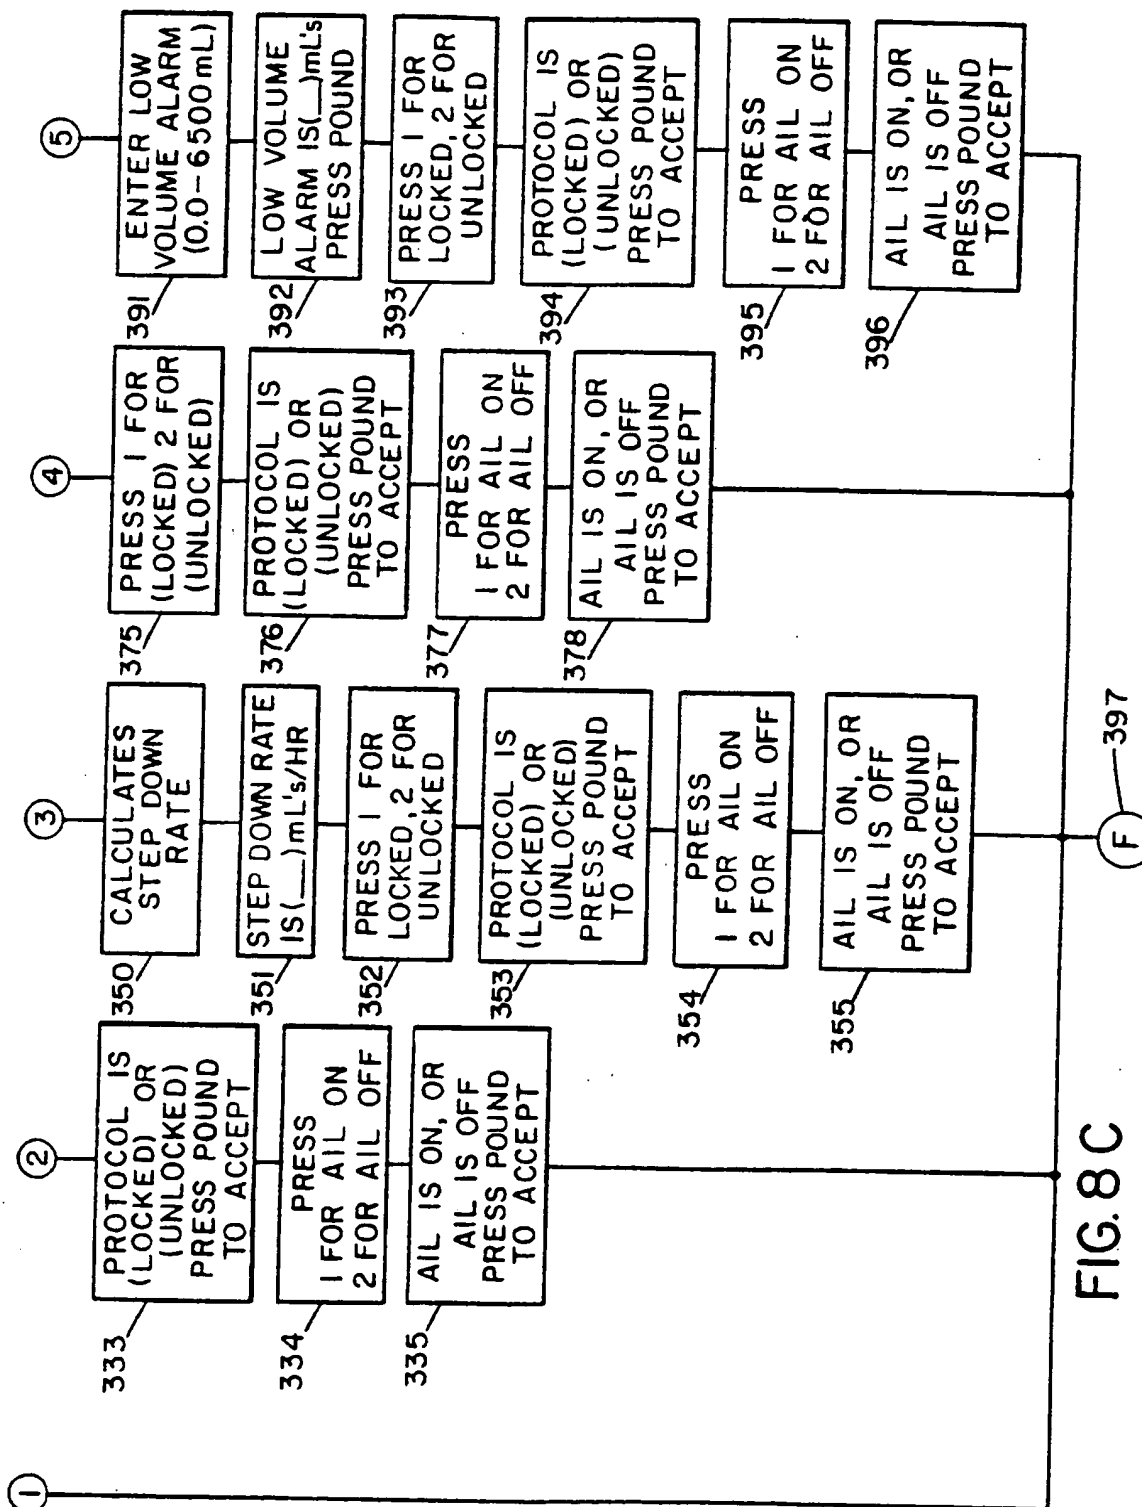 1
2
PROTOCOL IS
(LOCKED) OR
(UNLOCKED)
PRESS POUND
TO ACCEPT
333
PRESS
1 FOR AIL ON
2 FOR AIL OFF
334
AIL IS ON, OR
AIL IS OFF
PRESS POUND
TO ACCEPT
335
3
CALCULATES
STEP DOWN
RATE
350
STEP DOWN RATE
IS(__)mL's/HR
351
PRESS 1 FOR
LOCKED, 2 FOR
UNLOCKED
352
PROTOCOL IS
(LOCKED) OR
(UNLOCKED)
PRESS POUND
TO ACCEPT
353
PRESS
1 FOR AIL ON
2 FOR AIL OFF
354
AIL IS ON, OR
AIL IS OFF
PRESS POUND
TO ACCEPT
355
4
PRESS 1 FOR
(LOCKED) 2 FOR
(UNLOCKED)
375
PROTOCOL IS
(LOCKED) OR
(UNLOCKED)
PRESS POUND
TO ACCEPT
376
PRESS
1 FOR AIL ON
2 FOR AIL OFF
377
AIL IS ON, OR
AIL IS OFF
PRESS POUND
TO ACCEPT
378
5
ENTER LOW
VOLUME ALARM
(0.0-6500mL)
391
LOW VOLUME
ALARM IS(__)mL's
PRESS POUND
392
PRESS 1 FOR
LOCKED, 2 FOR
UNLOCKED
393
PROTOCOL IS
(LOCKED) OR
(UNLOCKED)
PRESS POUND
TO ACCEPT
394
PRESS
1 FOR AIL ON
2 FOR AIL OFF
395
AIL IS ON, OR
AIL IS OFF
PRESS POUND
TO ACCEPT
396
F
397
FIG. 8C